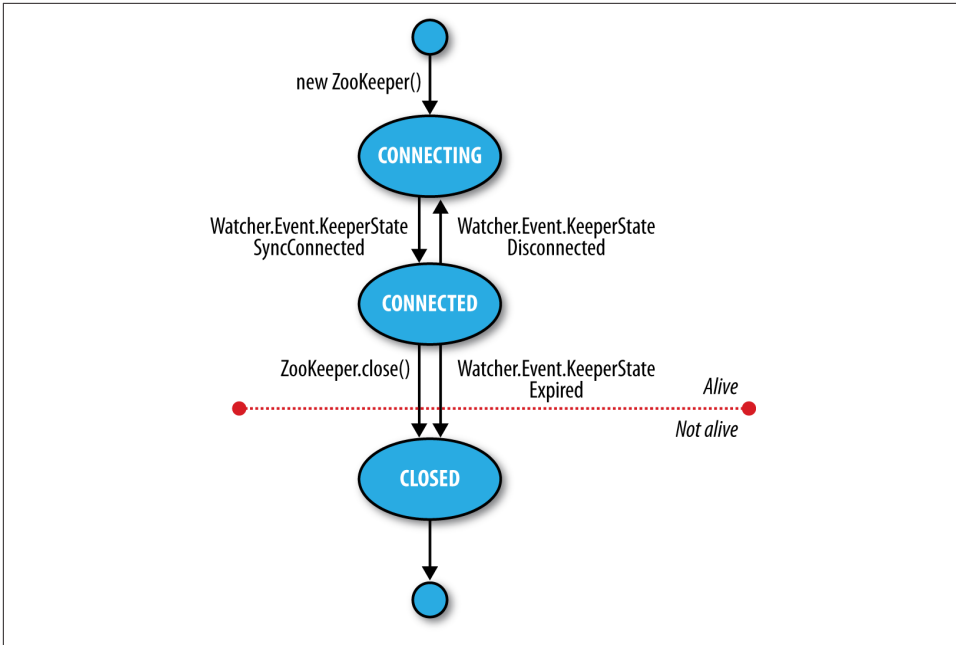 new ZooKeeper()
CONNECTING
Watcher.Event.KeeperState
SyncConnected
Watcher.Event.KeeperState
Disconnected
CONNECTED
ZooKeeper.close()
Watcher.Event.KeeperState
Expired
Alive
Not alive
CLOSED